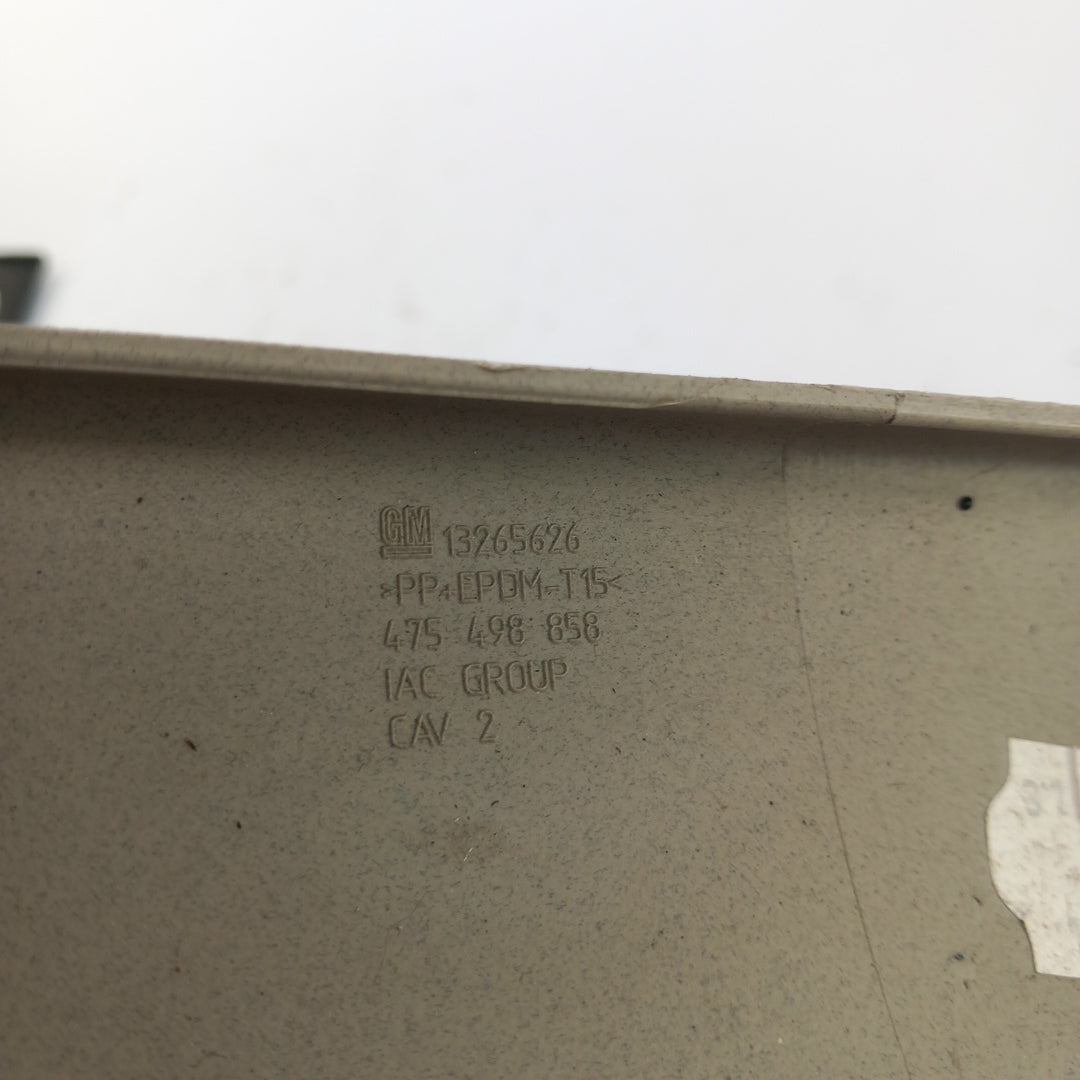 GM 13265626
>PP+EPDM-T15<
475 498 858
IAC GROUP
CAV 2